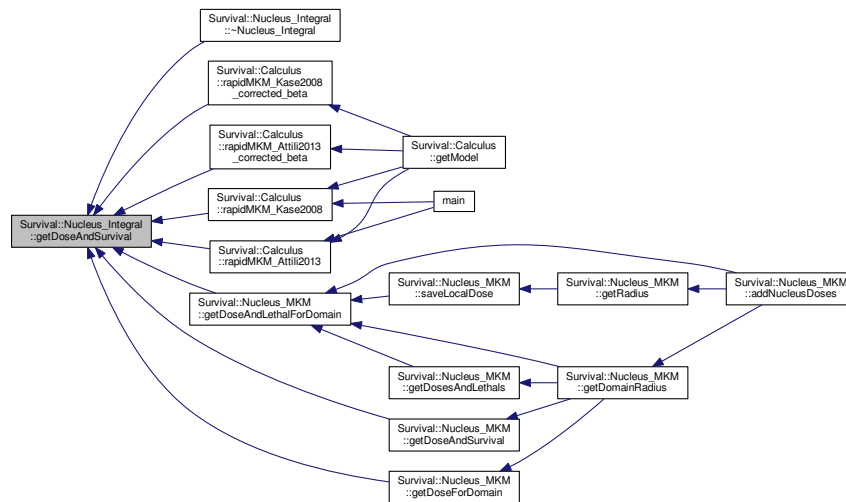 Survival::Nucleus_Integral
::~Nucleus_Integral
Survival::Calculus
::rapidMKM_Kase2008
_corrected_beta
Survival::Calculus
::rapidMKM_Attili2013
_corrected_beta
Survival::Calculus
::getModel
Survival::Calculus
::rapidMKM_Kase2008
main
Survival::Nucleus_Integral
::getDoseAndSurvival
Survival::Calculus
::rapidMKM_Attili2013
Survival::Nucleus_MKM
::getDoseAndLethalForDomain
Survival::Nucleus_MKM
::saveLocalDose
Survival::Nucleus_MKM
::getRadius
Survival::Nucleus_MKM
::addNucleusDoses
Survival::Nucleus_MKM
::getDosesAndLethals
Survival::Nucleus_MKM
::getDomainRadius
Survival::Nucleus_MKM
::getDoseAndSurvival
Survival::Nucleus_MKM
::getDoseForDomain